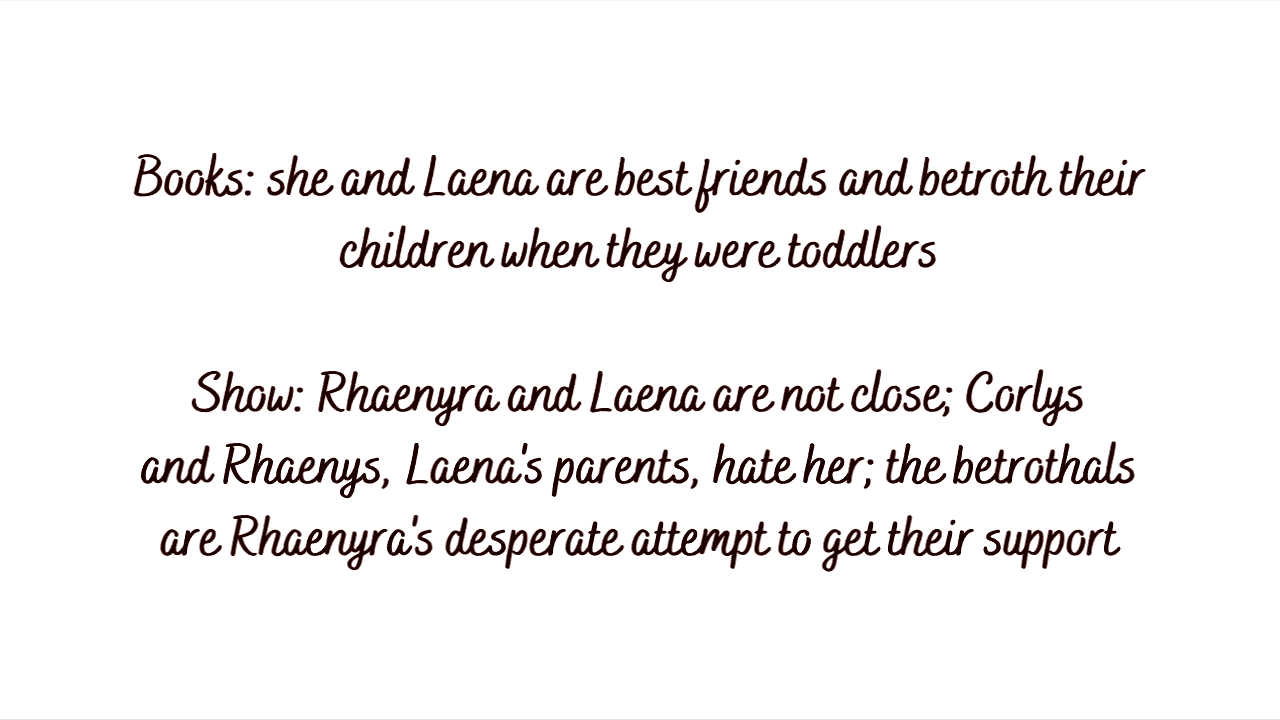 Books: she and Laena are best friends and betroth their
children when they were toddlers
Show: Rhaenyra and Laena are not close; Corlys
and Rhaenys, Laena's parents, hate her; the betrothals
are Rhaenyra's desperate attempt to get their support